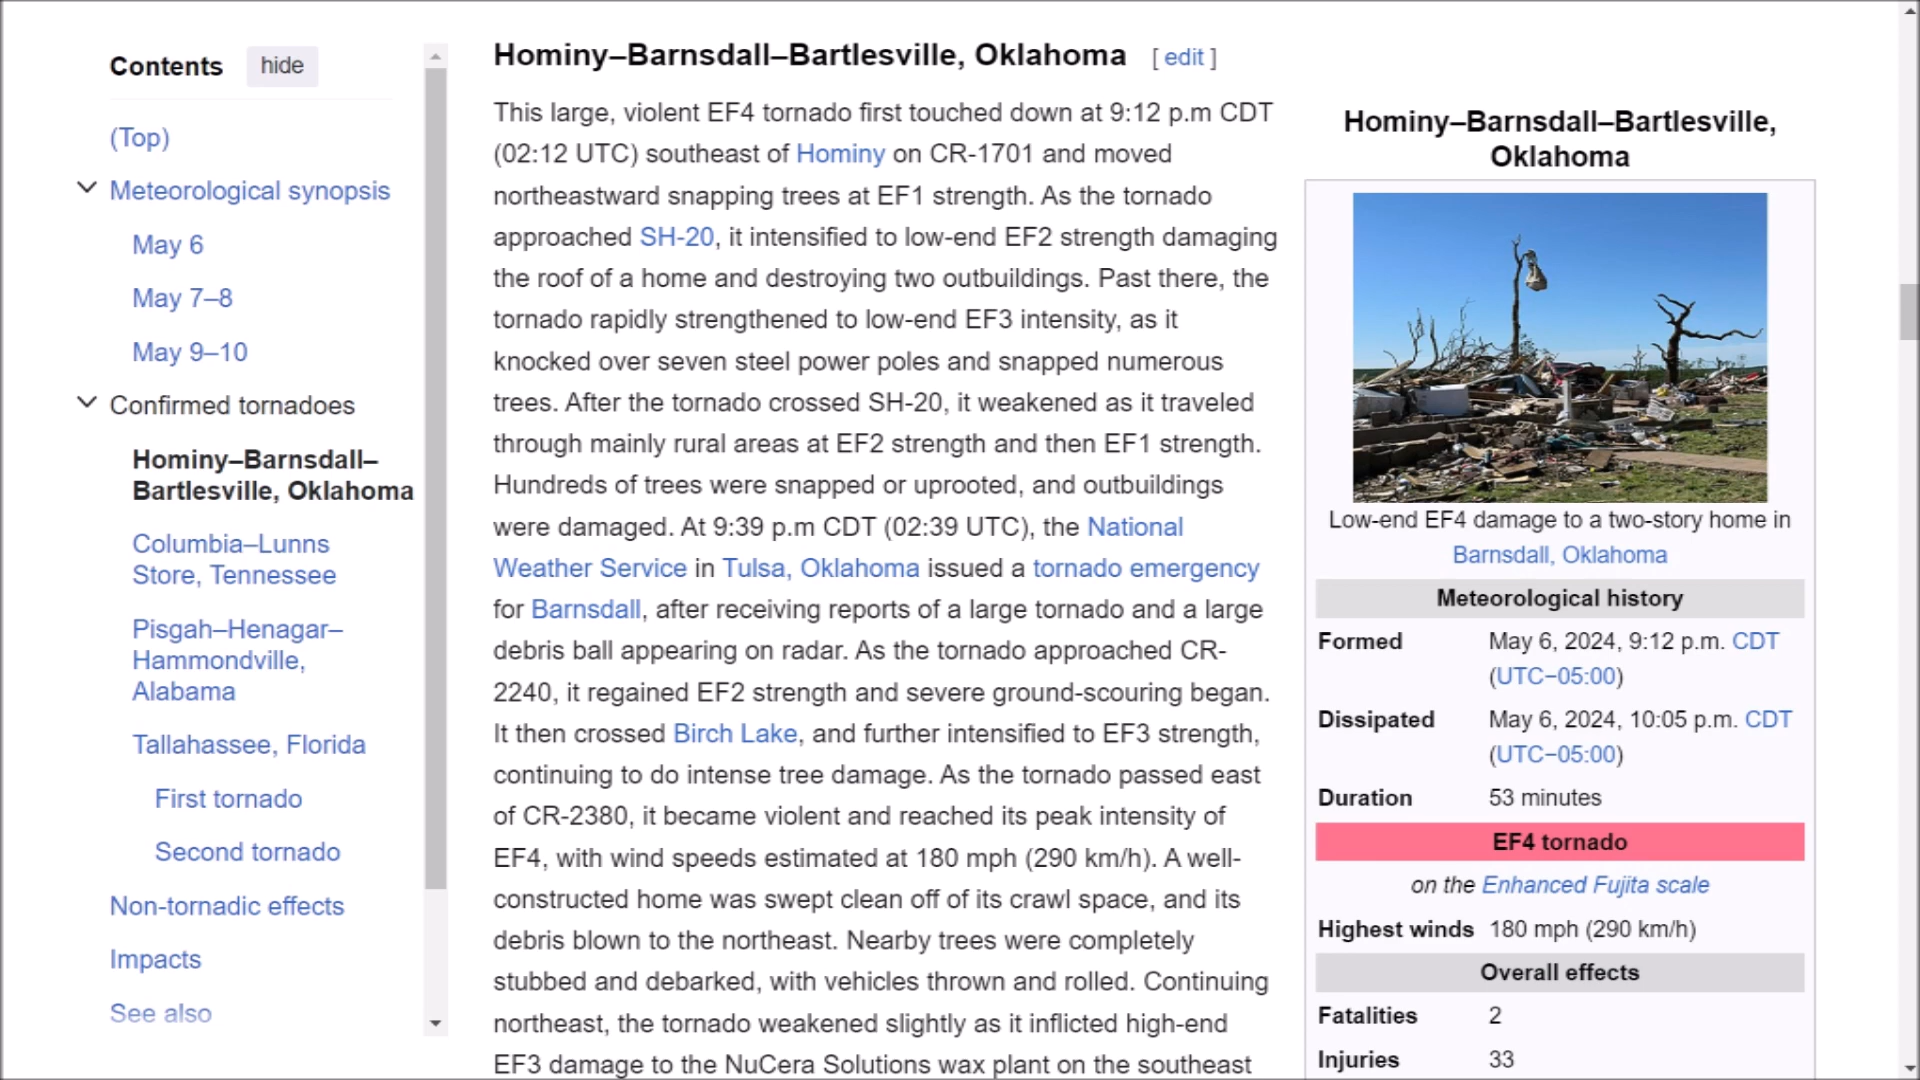 Contents hide
(Top)
Meteorological synopsis
May 6
May 7–8
May 9–10
Confirmed tornadoes
Hominy–Barnsdall–
Bartlesville, Oklahoma
Columbia–Lunns
Store, Tennessee
Pisgah–Henagar–
Hammondville,
Alabama
Tallahassee, Florida
First tornado
Second tornado
Non-tornadic effects
Impacts
See also
Hominy–Barnsdall–Bartlesville, Oklahoma [ edit ]
This large, violent EF4 tornado first touched down at 9:12 p.m CDT
(02:12 UTC) southeast of Hominy on CR-1701 and moved
northeastward snapping trees at EF1 strength. As the tornado
approached SH-20, it intensified to low-end EF2 strength damaging
the roof of a home and destroying two outbuildings. Past there, the
tornado rapidly strengthened to low-end EF3 intensity, as it
knocked over seven steel power poles and snapped numerous
trees. After the tornado crossed SH-20, it weakened as it traveled
through mainly rural areas at EF2 strength and then EF1 strength.
Hundreds of trees were snapped or uprooted, and outbuildings
were damaged. At 9:39 p.m CDT (02:39 UTC), the National
Weather Service in Tulsa, Oklahoma issued a tornado emergency
for Barnsdall, after receiving reports of a large tornado and a large
debris ball appearing on radar. As the tornado approached CR-
2240, it regained EF2 strength and severe ground-scouring began.
It then crossed Birch Lake, and further intensified to EF3 strength,
continuing to do intense tree damage. As the tornado passed east
of CR-2380, it became violent and reached its peak intensity of
EF4, with wind speeds estimated at 180 mph (290 km/h). A well-
constructed home was swept clean off of its crawl space, and its
debris blown to the northeast. Nearby trees were completely
stubbed and debarked, with vehicles thrown and rolled. Continuing
northeast, the tornado weakened slightly as it inflicted high-end
EF3 damage to the NuCera Solutions wax plant on the southeast
Hominy–Barnsdall–Bartlesville,
Oklahoma
Low-end EF4 damage to a two-story home in
Barnsdall, Oklahoma
Meteorological history
Formed May 6, 2024, 9:12 p.m. CDT
(UTC−05:00)
Dissipated May 6, 2024, 10:05 p.m. CDT
(UTC−05:00)
Duration 53 minutes
EF4 tornado
on the Enhanced Fujita scale
Highest winds 180 mph (290 km/h)
Overall effects
Fatalities 2
Injuries 33